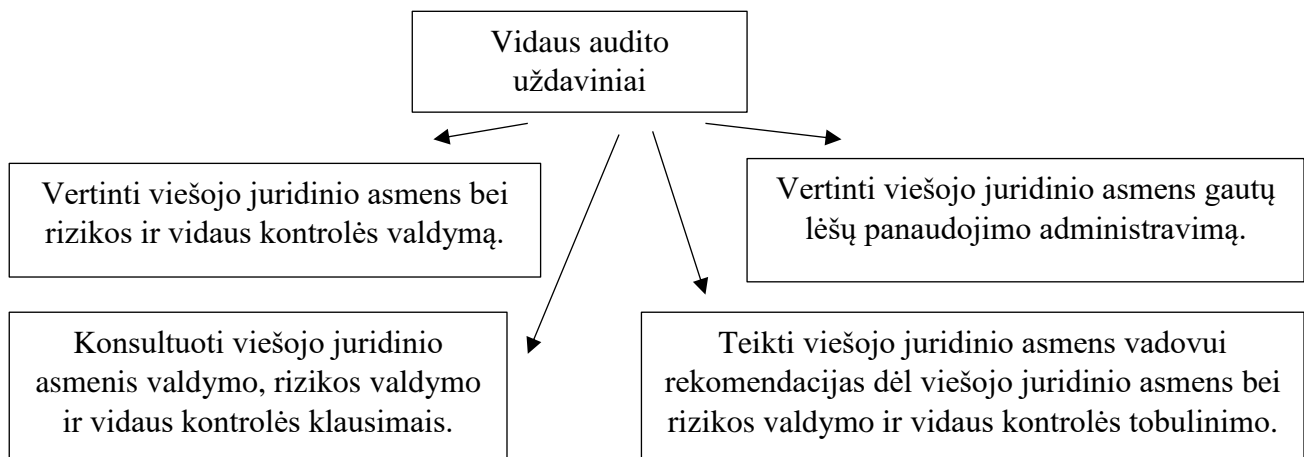 Vidaus audito
uždaviniai
Vertinti viešojo juridinio asmens bei
rizikos ir vidaus kontrolės valdymą.
Vertinti viešojo juridinio asmens gautų
lėšų panaudojimo administravimą.
Konsultuoti viešojo juridinio
asmenis valdymo, rizikos valdymo
ir vidaus kontrolės klausimais.
Teikti viešojo juridinio asmens vadovui
rekomendacijas dėl viešojo juridinio asmens bei
rizikos valdymo ir vidaus kontrolės tobulinimo.